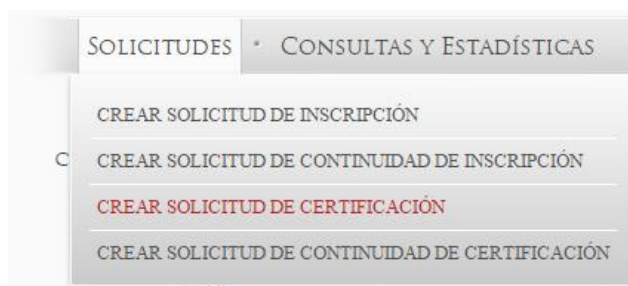 SOLICITUDES · CONSULTAS Y ESTADÍSTICAS
CREAR SOLICITUD DE INSCRIPCIÓN
C CREAR SOLICITUD DE CONTINUIDAD DE INSCRIPCIÓN
CREAR SOLICITUD DE CERTIFICACIÓN
CREAR SOLICITUD DE CONTINUIDAD DE CERTIFICACIÓN